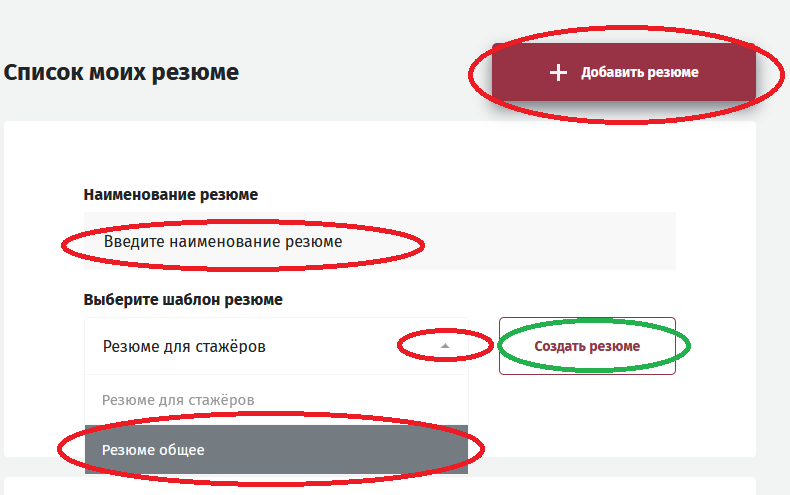 Список моих резюме
Добавить резюме
Наименование резюме
Введите наименование резюме
Выберите шаблон резюме
Резюме для стажёров
Создать резюме
Резюме для стажёров
Резюме общее